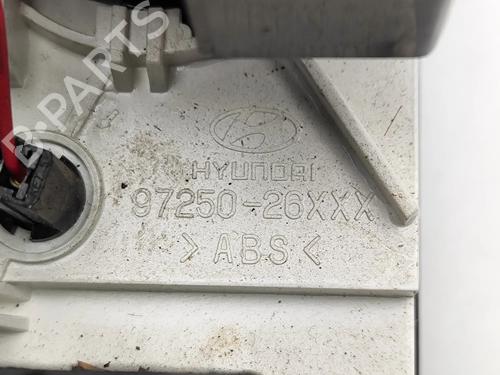 B-PARTS
HYUNDAI
97250-26XXX
>ABS<